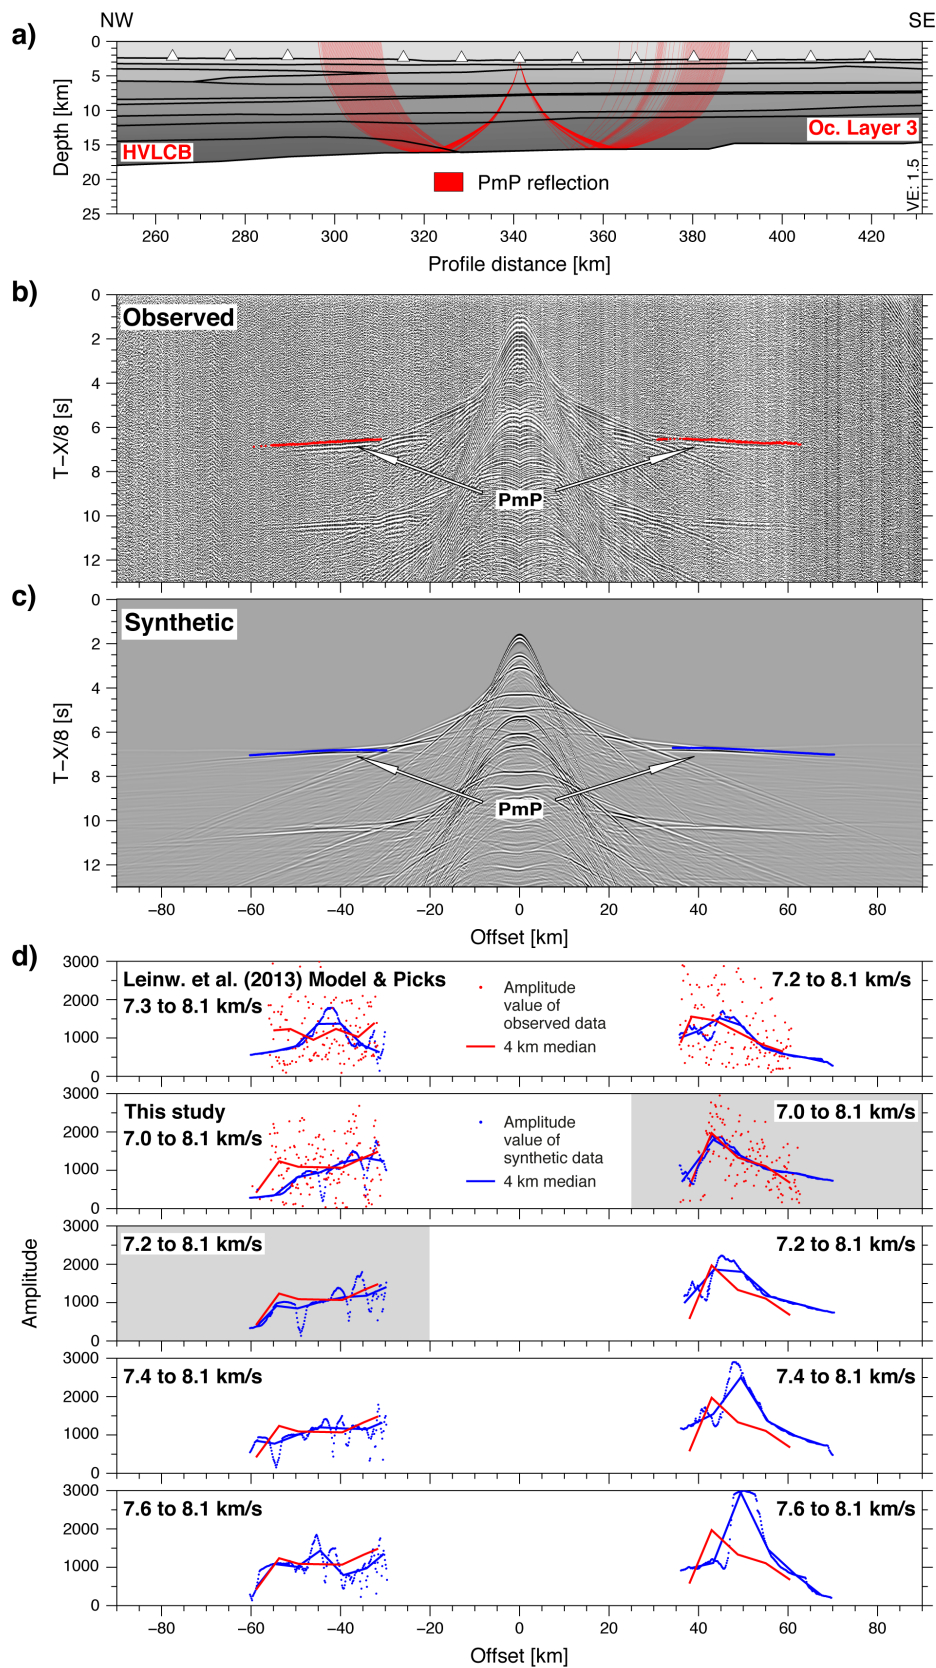 NW
SE
a)
0
5
10
15
20
25
Depth [km]
HVLCB
Oc. Layer 3
PmP reflection
VE: 1.5
260
280
300
320
340
360
380
400
420
Profile distance [km]
b)
0
2
4
6
8
10
12
T−X/8 [s]
Observed
PmP
c)
0
2
4
6
8
10
12
T−X/8 [s]
Synthetic
PmP
−80
−60
−40
−20
0
20
40
60
80
Offset [km]
d)
3000
2000
1000
0
Leinw. et al. (2013) Model & Picks
7.3 to 8.1 km/s
Amplitude
value of
observed data
4 km median
7.2 to 8.1 km/s
3000
2000
1000
0
This study
7.0 to 8.1 km/s
Amplitude
value of
synthetic data
4 km median
7.0 to 8.1 km/s
Amplitude
3000
2000
1000
0
7.2 to 8.1 km/s
7.2 to 8.1 km/s
3000
2000
1000
0
7.4 to 8.1 km/s
7.4 to 8.1 km/s
3000
2000
1000
0
7.6 to 8.1 km/s
7.6 to 8.1 km/s
−80
−60
−40
−20
0
20
40
60
80
Offset [km]